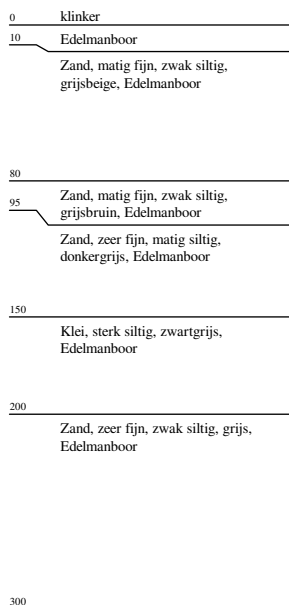 0 klinker
10 Edelmanboor
Zand, matig fijn, zwak siltig,
grijsbeige, Edelmanboor
80
Zand, matig fijn, zwak siltig,
95 grijsbruin, Edelmanboor
Zand, zeer fijn, matig siltig,
donkergrijs, Edelmanboor
150
Klei, sterk siltig, zwartgrijs,
Edelmanboor
200
Zand, zeer fijn, zwak siltig, grijs,
Edelmanboor
300